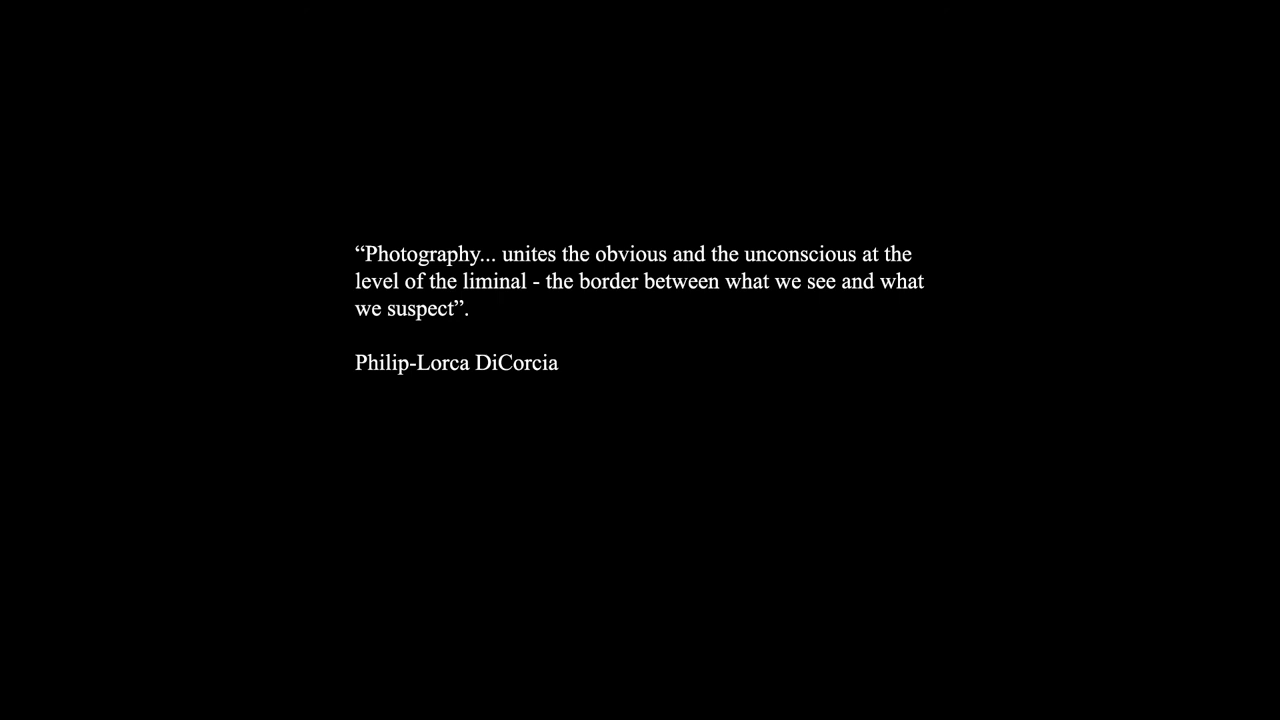 “Photography... unites the obvious and the unconscious at the
level of the liminal - the border between what we see and what
we suspect”.
Philip-Lorca DiCorcia